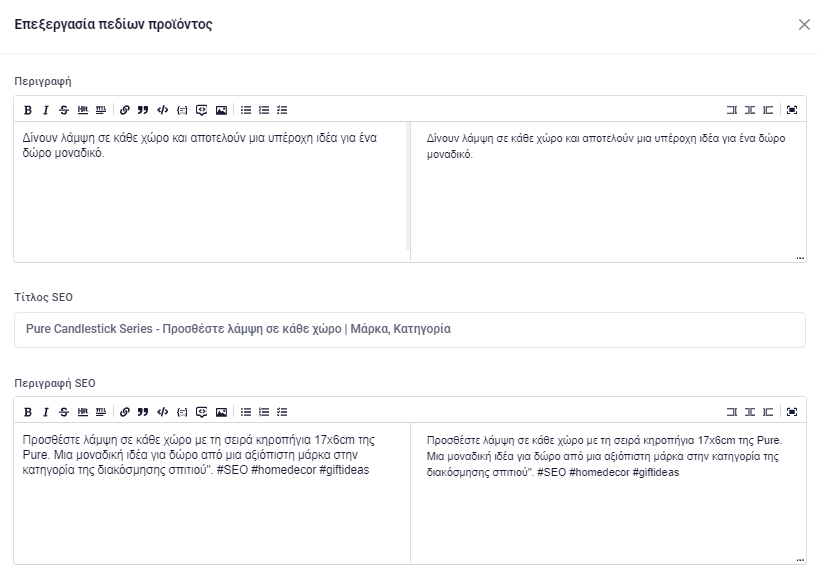 Επεξεργασία πεδίων προϊόντος
Περιγραφή
Δίνουν λάμψη σε κάθε χώρο και αποτελούν μια υπέροχη ιδέα για ένα
δώρο μοναδικό.
Δίνουν λάμψη σε κάθε χώρο και αποτελούν μια υπέροχη ιδέα για ένα δώρο
μοναδικό.
Τίτλος SEO
Pure Candlestick Series - Προσθέστε λάμψη σε κάθε χώρο | Μάρκα, Κατηγορία
Περιγραφή SEO
Προσθέστε λάμψη σε κάθε χώρο με τη σειρά κηροπήγια 17x6cm της
Pure. Μια μοναδική ιδέα για δώρο από μια αξιόπιστη μάρκα στην
κατηγορία της διακόσμησης σπιτιού". #SEO #homedecor #giftideas
Προσθέστε λάμψη σε κάθε χώρο με τη σειρά κηροπήγια 17x6cm της Pure.
Μια μοναδική ιδέα για δώρο από μια αξιόπιστη μάρκα στην κατηγορία της
διακόσμησης σπιτιού". #SEO #homedecor #giftideas